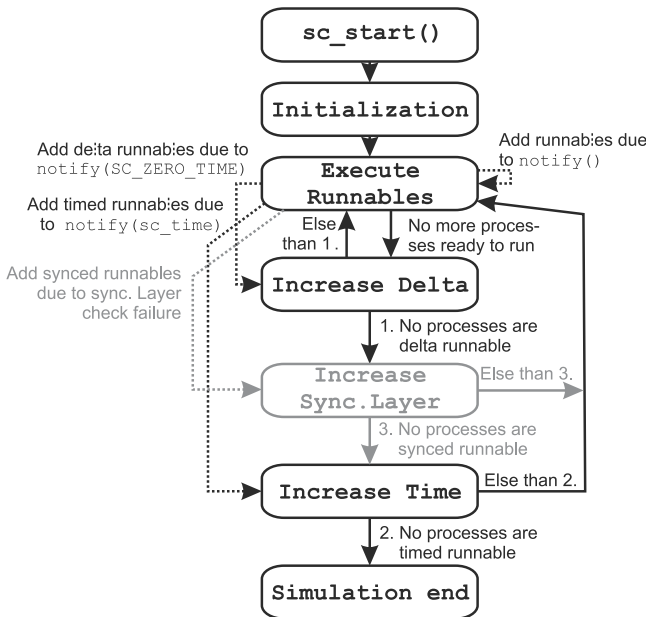 sc_start()
Initialization
Add delta runnables due to
notify(SC_ZERO_TIME)
Execute
Runnables
Add runnables due
to notify()
Add timed runnables due
to notify(sc_time)
Else
than 1.
No more proces-
ses ready to run
Add synced runnables
due to sync. Layer
check failure
Increase Delta
1. No processes are
delta runnable
Increase
Sync.Layer
Else than 3.
3. No processes are
synced runnable
Increase Time
Else than 2.
2. No processes are
timed runnable
Simulation end